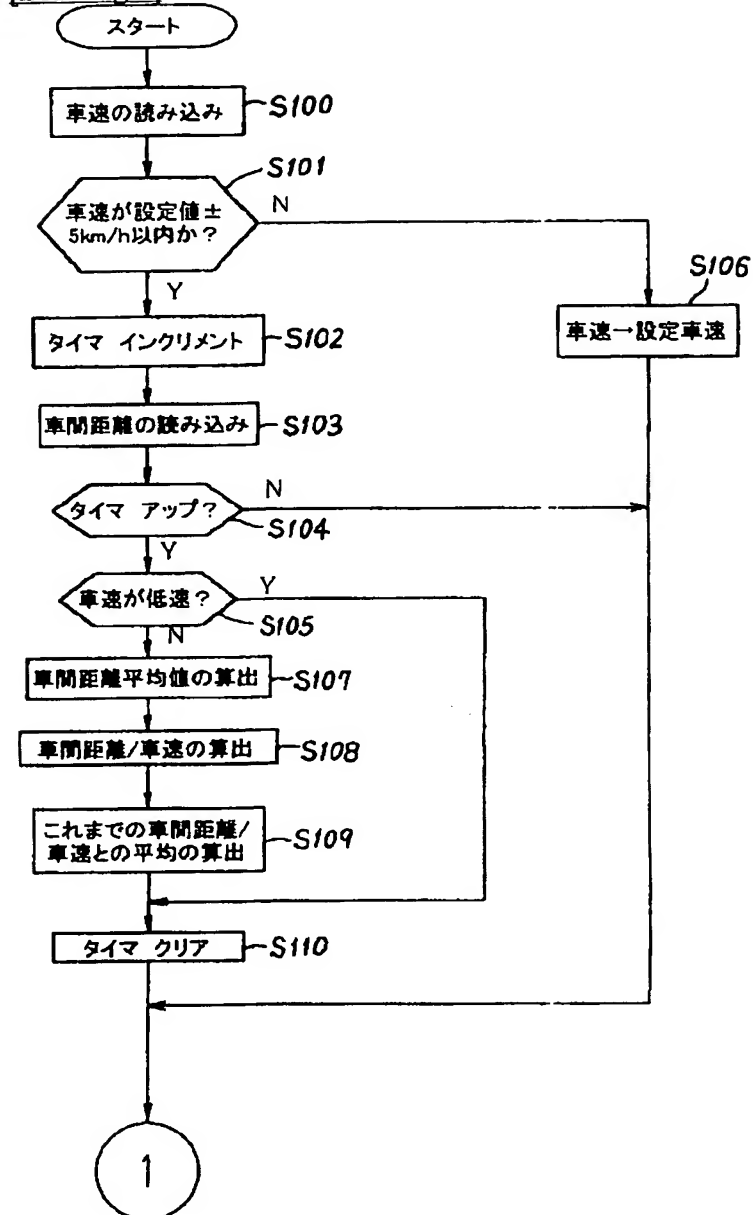 スタート
車速の読み込み
S100
S101
車速が設定値±
5km/h以内か?
N
Y
S106
車速→設定車速
タイマ インクリメント
S102
車間距離の読み込み
S103
タイマ アップ?
N
S104
Y
車速が低速?
Y
S105
N
車間距離平均値の算出
S107
車間距離/車速の算出
S108
これまでの車間距離/
車速との平均の算出
S109
タイマ クリア
S110
1